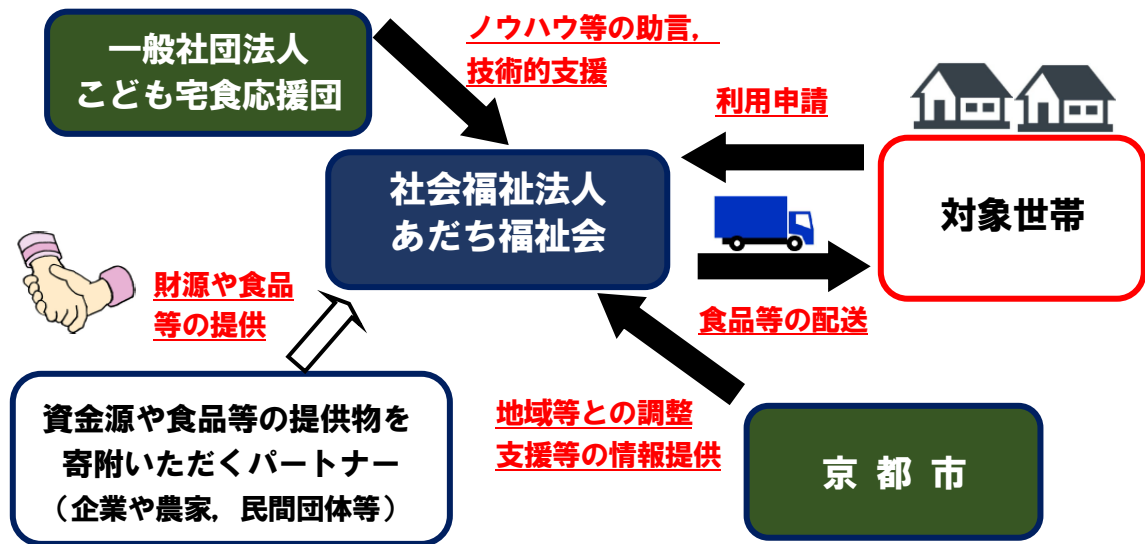 一般社団法人
こども宅食応援団
ノウハウ等の助言，
技術的支援
利用申請
社会福祉法人
あだち福祉会
対象世帯
財源や食品
等の提供
食品等の配送
資金源や食品等の提供物を
寄附いただくパートナー
（企業や農家，民間団体等）
地域等との調整
支援等の情報提供
京都市